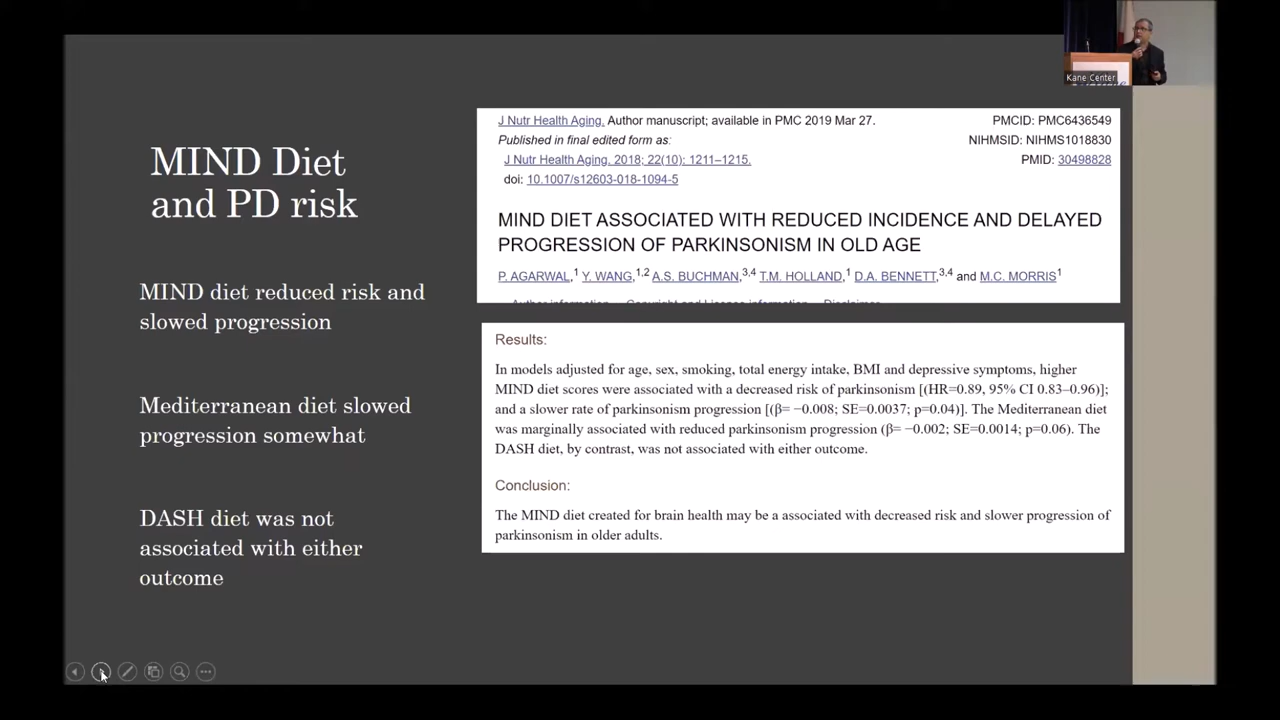 Kane Center
MIND Diet
and PD risk
MIND diet reduced risk and
slowed progression
Mediterranean diet slowed
progression somewhat
DASH diet was not
associated with either
outcome
J Nutr Health Aging. Author manuscript; available in PMC 2019 Mar 27.
Published in final edited form as:
J Nutr Health Aging. 2018; 22(10): 1211–1215.
doi: 10.1007/s12603-018-1094-5
PMCID: PMC6436549
NIHMSID: NIHMS1018830
PMID: 30498828
MIND DIET ASSOCIATED WITH REDUCED INCIDENCE AND DELAYED
PROGRESSION OF PARKINSONISM IN OLD AGE
P. AGARWAL,1 Y. WANG,1,2 A.S. BUCHMAN,3,4 T.M. HOLLAND,1 D.A. BENNETT,3,4 and M.C. MORRIS1
Author information Copyright and License information Disclaimer
Results:
In models adjusted for age, sex, smoking, total energy intake, BMI and depressive symptoms, higher
MIND diet scores were associated with a decreased risk of parkinsonism [(HR=0.89, 95% CI 0.83–0.96)];
and a slower rate of parkinsonism progression [(β= −0.008; SE=0.0037; p=0.04)]. The Mediterranean diet
was marginally associated with reduced parkinsonism progression (β= −0.002; SE=0.0014; p=0.06). The
DASH diet, by contrast, was not associated with either outcome.
Conclusion:
The MIND diet created for brain health may be a associated with decreased risk and slower progression of
parkinsonism in older adults.